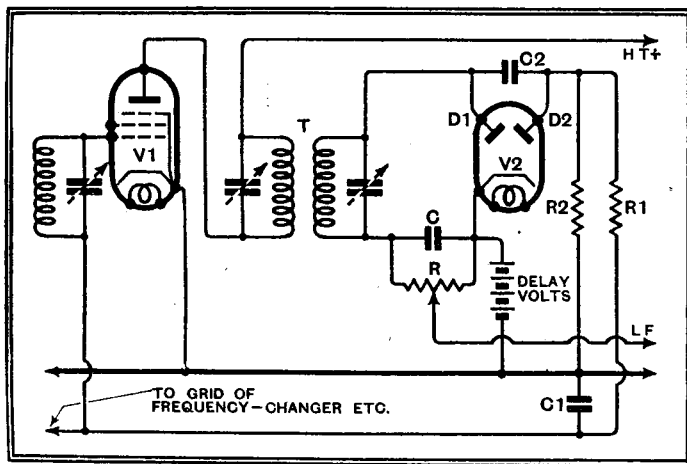 HT+
C2
T
D1
D2
V1
V2
R2
R1
C
R
DELAY
VOLTS
LF
TO GRID OF
FREQUENCY-CHANGER ETC.
C1